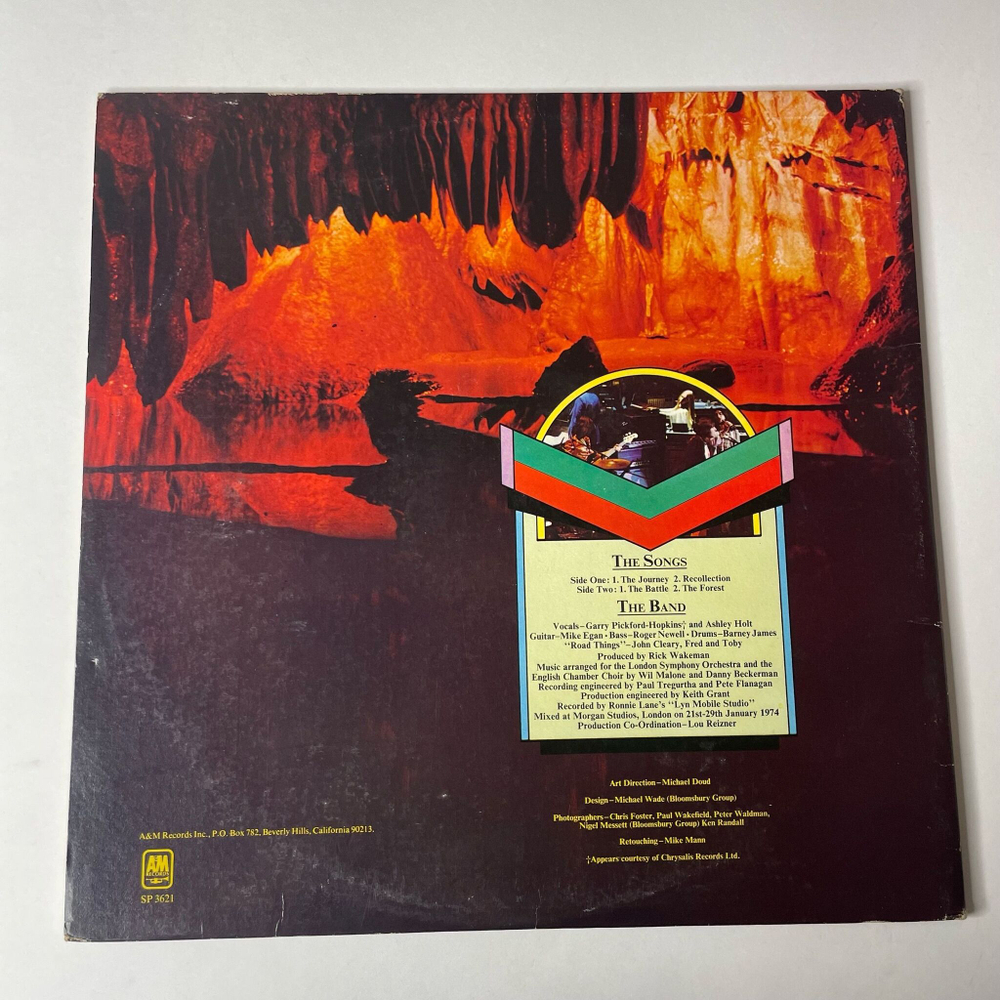 THE SONGS
Side One: 1. The Journey 2. Recollection
Side Two: 1. The Battle 2. The Forest
THE BAND
Vocals–Garry Pickford-Hopkins† and Ashley Holt
Guitar–Mike Egan • Bass–Roger Newell • Drums–Barney James
“Road Things”–John Cleary, Fred and Toby
Produced by Rick Wakeman
Music arranged for the London Symphony Orchestra and the
English Chamber Choir by Wil Malone and Danny Beckerman
Recording engineered by Paul Tregurtha and Pete Flanagan
Production engineered by Keith Grant
Recorded by Ronnie Lane's “Lyn Mobile Studio”
Mixed at Morgan Studios, London on 21st-29th January 1974
Production Co-Ordination–Lou Reizner
Art Direction–Michael Doud
Design–Michael Wade (Bloomsbury Group)
Photographers–Chris Foster, Paul Wakefield, Peter Waldman,
Nigel Messett (Bloomsbury Group) Ken Randall
Retouching–Mike Mann
†Appears courtesy of Chrysalis Records Ltd.
A&M Records Inc., P.O. Box 782, Beverly Hills, California 90213.
AM
RECORDS
SP 3621